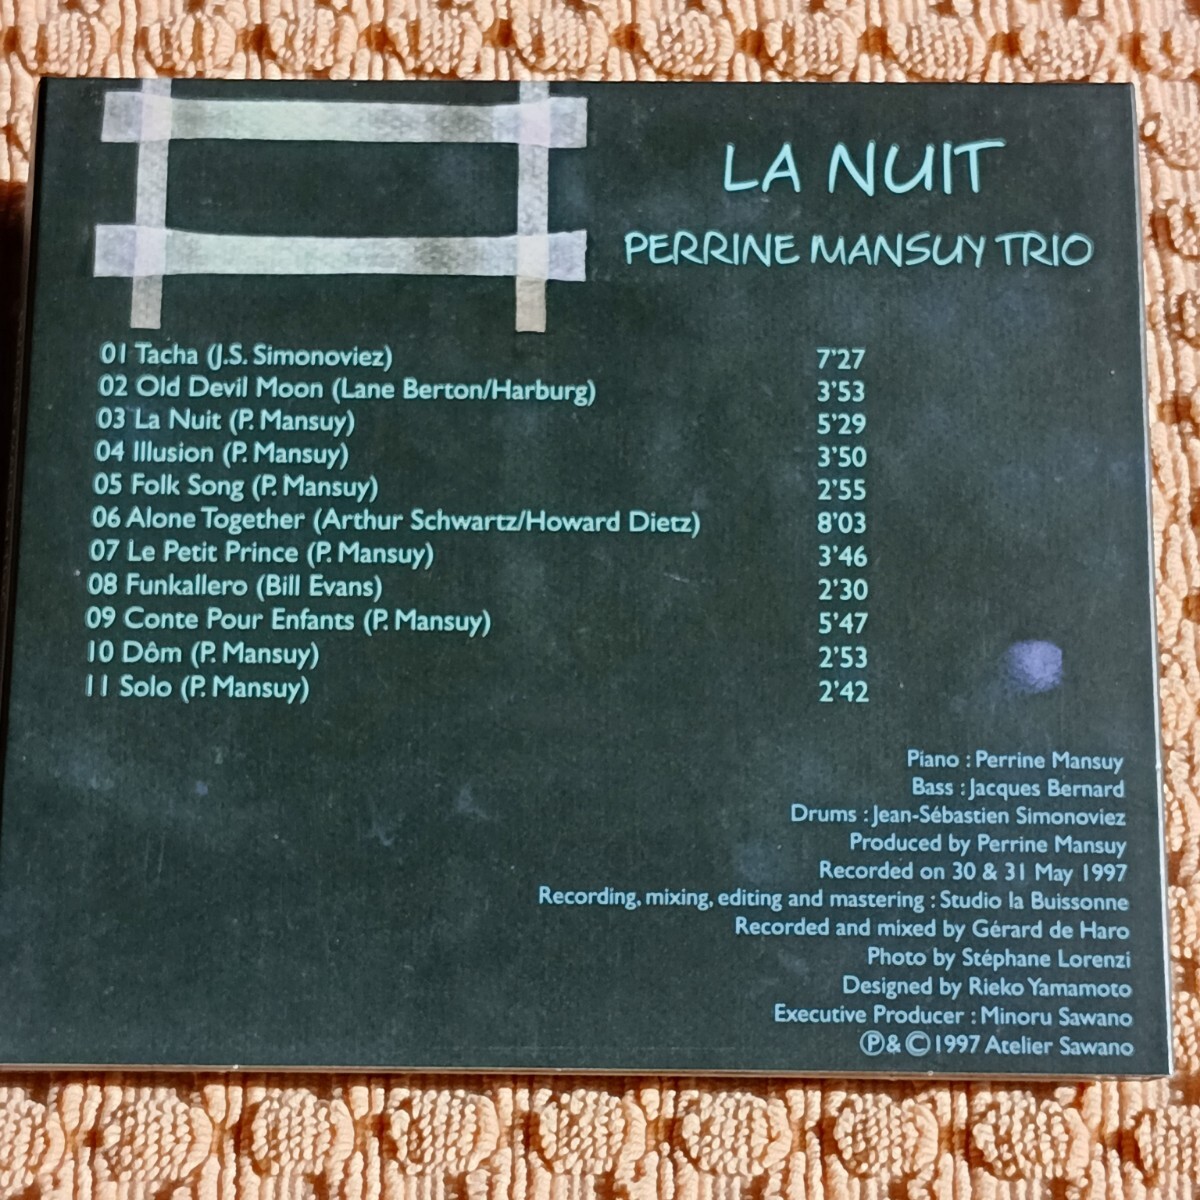 LA NUIT
PERRINE MANSUY TRIO
01 Tacha (J.S. Simonoviez) 7'27
02 Old Devil Moon (Lane Berton/Harburg) 3'53
03 La Nuit (P. Mansuy) 5'29
04 Illusion (P. Mansuy) 3'50
05 Folk Song (P. Mansuy) 2'55
06 Alone Together (Arthur Schwartz/Howard Dietz) 8'03
07 Le Petit Prince (P. Mansuy) 3'46
08 Funkallero (Bill Evans) 2'30
09 Conte Pour Enfants (P. Mansuy) 5'47
10 Dôm (P. Mansuy) 2'53
11 Solo (P. Mansuy) 2'42
Piano : Perrine Mansuy
Bass : Jacques Bernard
Drums : Jean-Sébastien Simonoviez
Produced by Perrine Mansuy
Recorded on 30 & 31 May 1997
Recording, mixing, editing and mastering : Studio la Buissonne
Recorded and mixed by Gérard de Haro
Photo by Stéphane Lorenzi
Designed by Rieko Yamamoto
Executive Producer : Minoru Sawano
Ⓟ & © 1997 Atelier Sawano